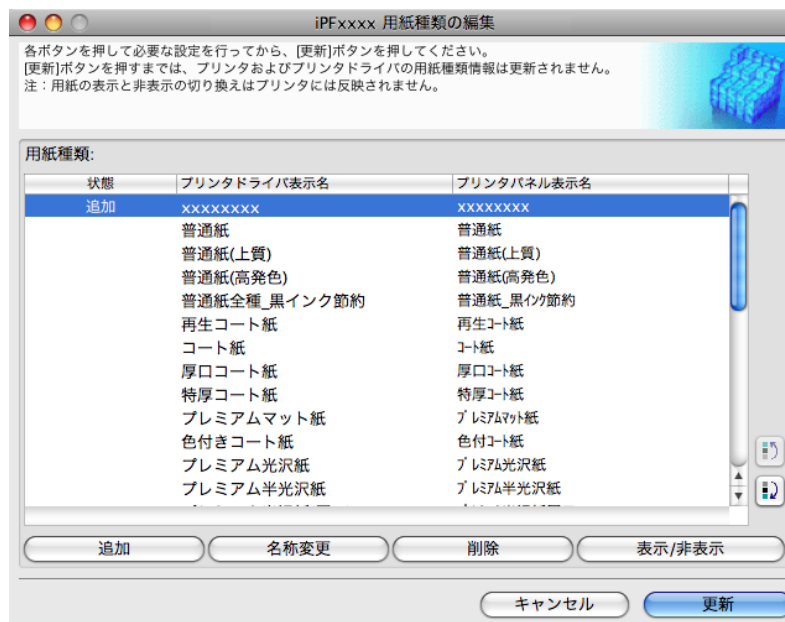 iPFxxxx 用紙種類の編集
各ボタンを押して必要な設定を行ってから、[更新]ボタンを押してください。
[更新]ボタンを押すまでは、プリンタおよびプリンタドライバの用紙種類情報は更新されません。
注：用紙の表示と非表示の切り換えはプリンタには反映されません。
用紙種類:
状態 プリンタドライバ表示名 プリンタパネル表示名
追加 xxxxxxxx xxxxxxxx
普通紙 普通紙
普通紙(上質) 普通紙(上質)
普通紙(高発色) 普通紙(高発色)
普通紙全種_黒インク節約 普通紙_黒ｲﾝｸ節約
再生コート紙 再生ｺｰﾄ紙
コート紙 ｺｰﾄ紙
厚口コート紙 厚口ｺｰﾄ紙
特厚コート紙 特厚ｺｰﾄ紙
プレミアムマット紙 ﾌﾟﾚﾐｱﾑﾏｯﾄ紙
色付きコート紙 色付ｺｰﾄ紙
プレミアム光沢紙 ﾌﾟﾚﾐｱﾑ光沢紙
プレミアム半光沢紙 ﾌﾟﾚﾐｱﾑ半光沢紙
追加 名称変更 削除 表示/非表示
キャンセル 更新